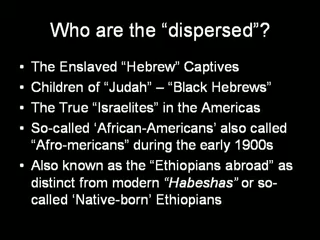 Who are the “dispersed”?
• The Enslaved “Hebrew” Captives
• Children of “Judah” – “Black Hebrews”
• The True “Israelites” in the Americas
• So-called ‘African-Americans’ also called
“Afro-mericans” during the early 1900s
• Also known as the “Ethiopians abroad” as
distinct from modern “Habeshas” or so-
called ‘Native-born’ Ethiopians